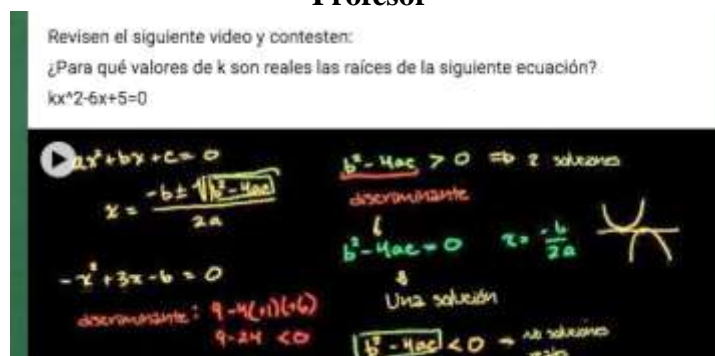 Profesor
Revisen el siguiente video y contesten:
¿Para qué valores de k son reales las raíces de la siguiente ecuación?
kx^2-6x+5=0
ax²+bx+c=0
x = -b±√b²-4ac / 2a
-x²+3x-6=0
discriminante: 9-4(-1)(-6)
9-24 <0
b²-4ac > 0 ⇒ 2 soluciones
discriminante
b²-4ac=0 x= -b/2a
Una solución
b²-4ac <0 → no soluciones